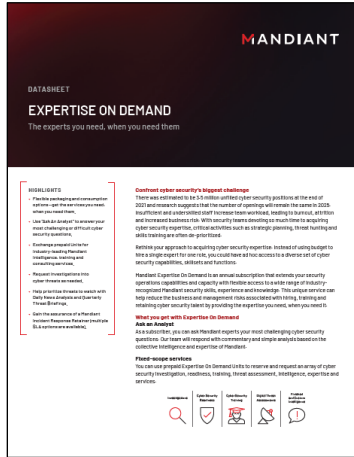 MANDIANT
DATASHEET
EXPERTISE ON DEMAND
The experts you need, when you need them
HIGHLIGHTS
- Flexible packaging and consumption
options—get the services you need,
when you need them.
- Use "Ask An Analyst" to answer your
most challenging or difficult cyber
security questions.
- Exchange prepaid Units for
industry-leading Mandiant
intelligence, training and
consulting services.
- Request investigations into
cyber threats as needed.
- Help prioritize threats to watch with
Daily News Analysis and Quarterly
Threat Briefings.
- Gain the assurance of a Mandiant
Incident Response Retainer (multiple
SLA options are available).
Confront cyber security's biggest challenge
There was estimated to be 3.5 million unfilled cyber security positions at the end of
2021 and research suggests that the number of openings will remain the same in 2025.
Insufficient and underskilled staff increase team workload, leading to burnout, attrition
and increased business risk. With security teams devoting so much time to acquiring
cyber security expertise, critical activities such as strategic planning, threat hunting and
skills training are often de-prioritized.
Rethink your approach to acquiring cyber security expertise. Instead of using budget to
hire a single expert for one role, you could have ad hoc access to a diverse set of cyber
security capabilities, skillsets and functions.
Mandiant Expertise On Demand is an annual subscription that extends your security
operations capabilities and capacity with flexible access to a wide range of industry-
recognised Mandiant security skills, experience and knowledge. This unique service can
help reduce the business and management risks associated with hiring, training and
retaining cyber security talent by providing the expertise you need, when you need it.
What you get with Expertise On Demand
Ask an Analyst
As a subscriber, you can ask Mandiant experts your most challenging cyber security
questions. Our team will respond with commentary and simple analysis based on the
collective intelligence and expertise of Mandiant.
Fixed-scope services
You can use prepaid Expertise On Demand Units to reserve and request an array of cyber
security investigation, readiness, training, threat assessment, intelligence, expertise and
services.
Investigations
Cyber Security
Readiness
Cyber Security
Training
Digital Threat
Assessment
Intelligence